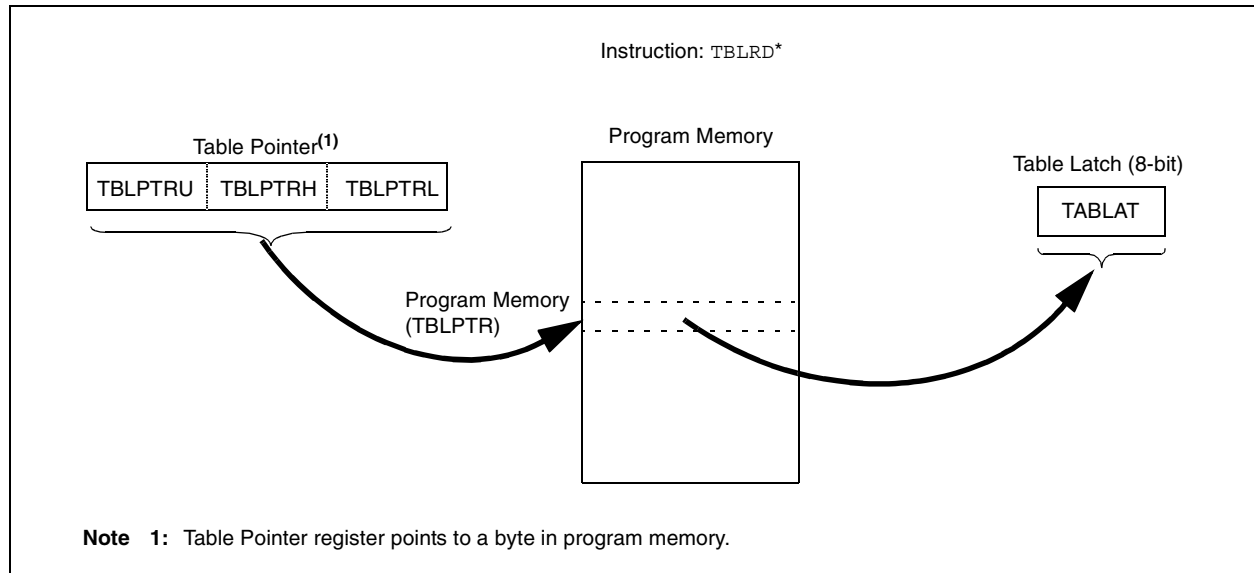 Instruction: TBLRD*
Table Pointer(1)
TBLPTRU TBLPTRH TBLPTRL
Program Memory
(TBLPTR)
Program Memory
Table Latch (8-bit)
TABLAT
Note 1: Table Pointer register points to a byte in program memory.